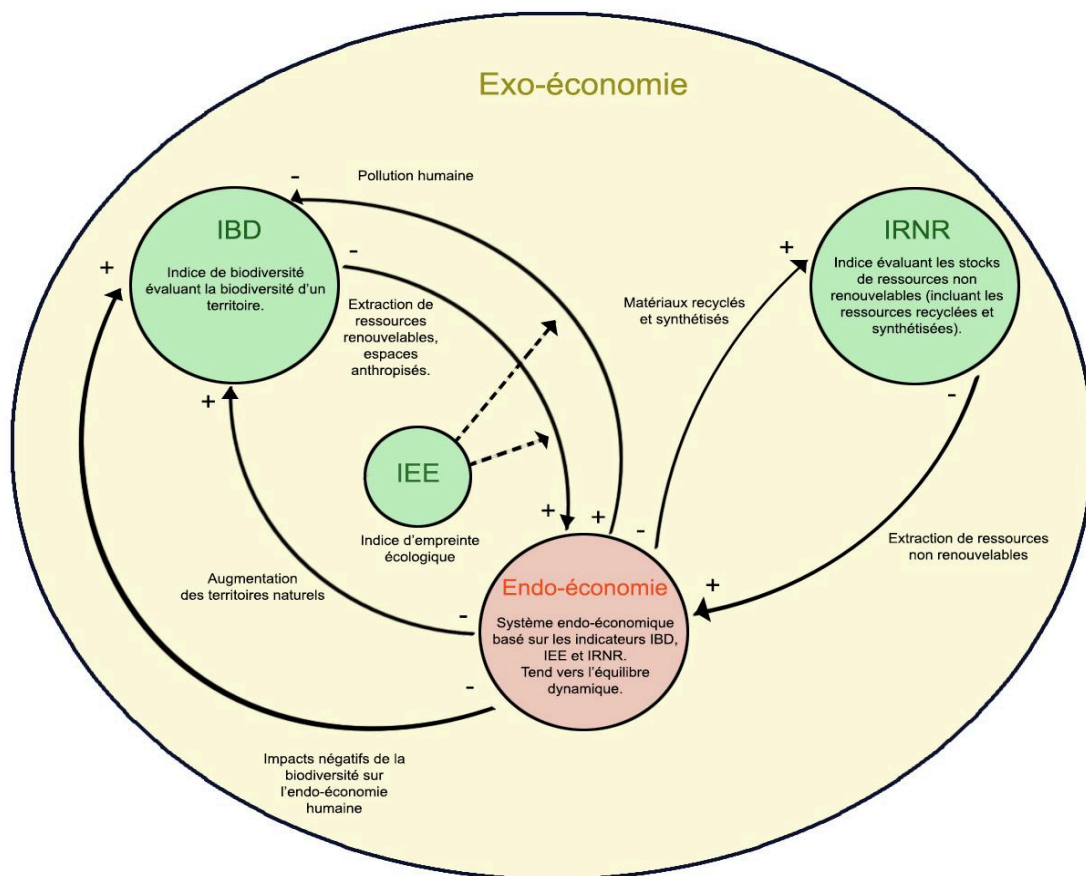 Exo-économie
-
Pollution humaine
IBD
Indice de biodiversité
évaluant la biodiversité d'un
territoire.
+
-
Extraction de
ressources
renouvelables,
espaces
anthropisés.
+
IRNR
Indice évaluant les stocks
de ressources non
renouvelables (incluant les
ressources recyclées et
synthétisées).
+
-
Matériaux recyclés
et synthétisés
IEE
Indice d'empreinte
écologique
+
+
-
Extraction de ressources
non renouvelables
+
Augmentation
des territoires naturels
-
Endo-économie
Système endo-économique
basé sur les indicateurs IBD,
IEE et IRNR.
Tend vers l'équilibre
dynamique.
-
Impacts négatifs de la
biodiversité sur
l'endo-économie
humaine